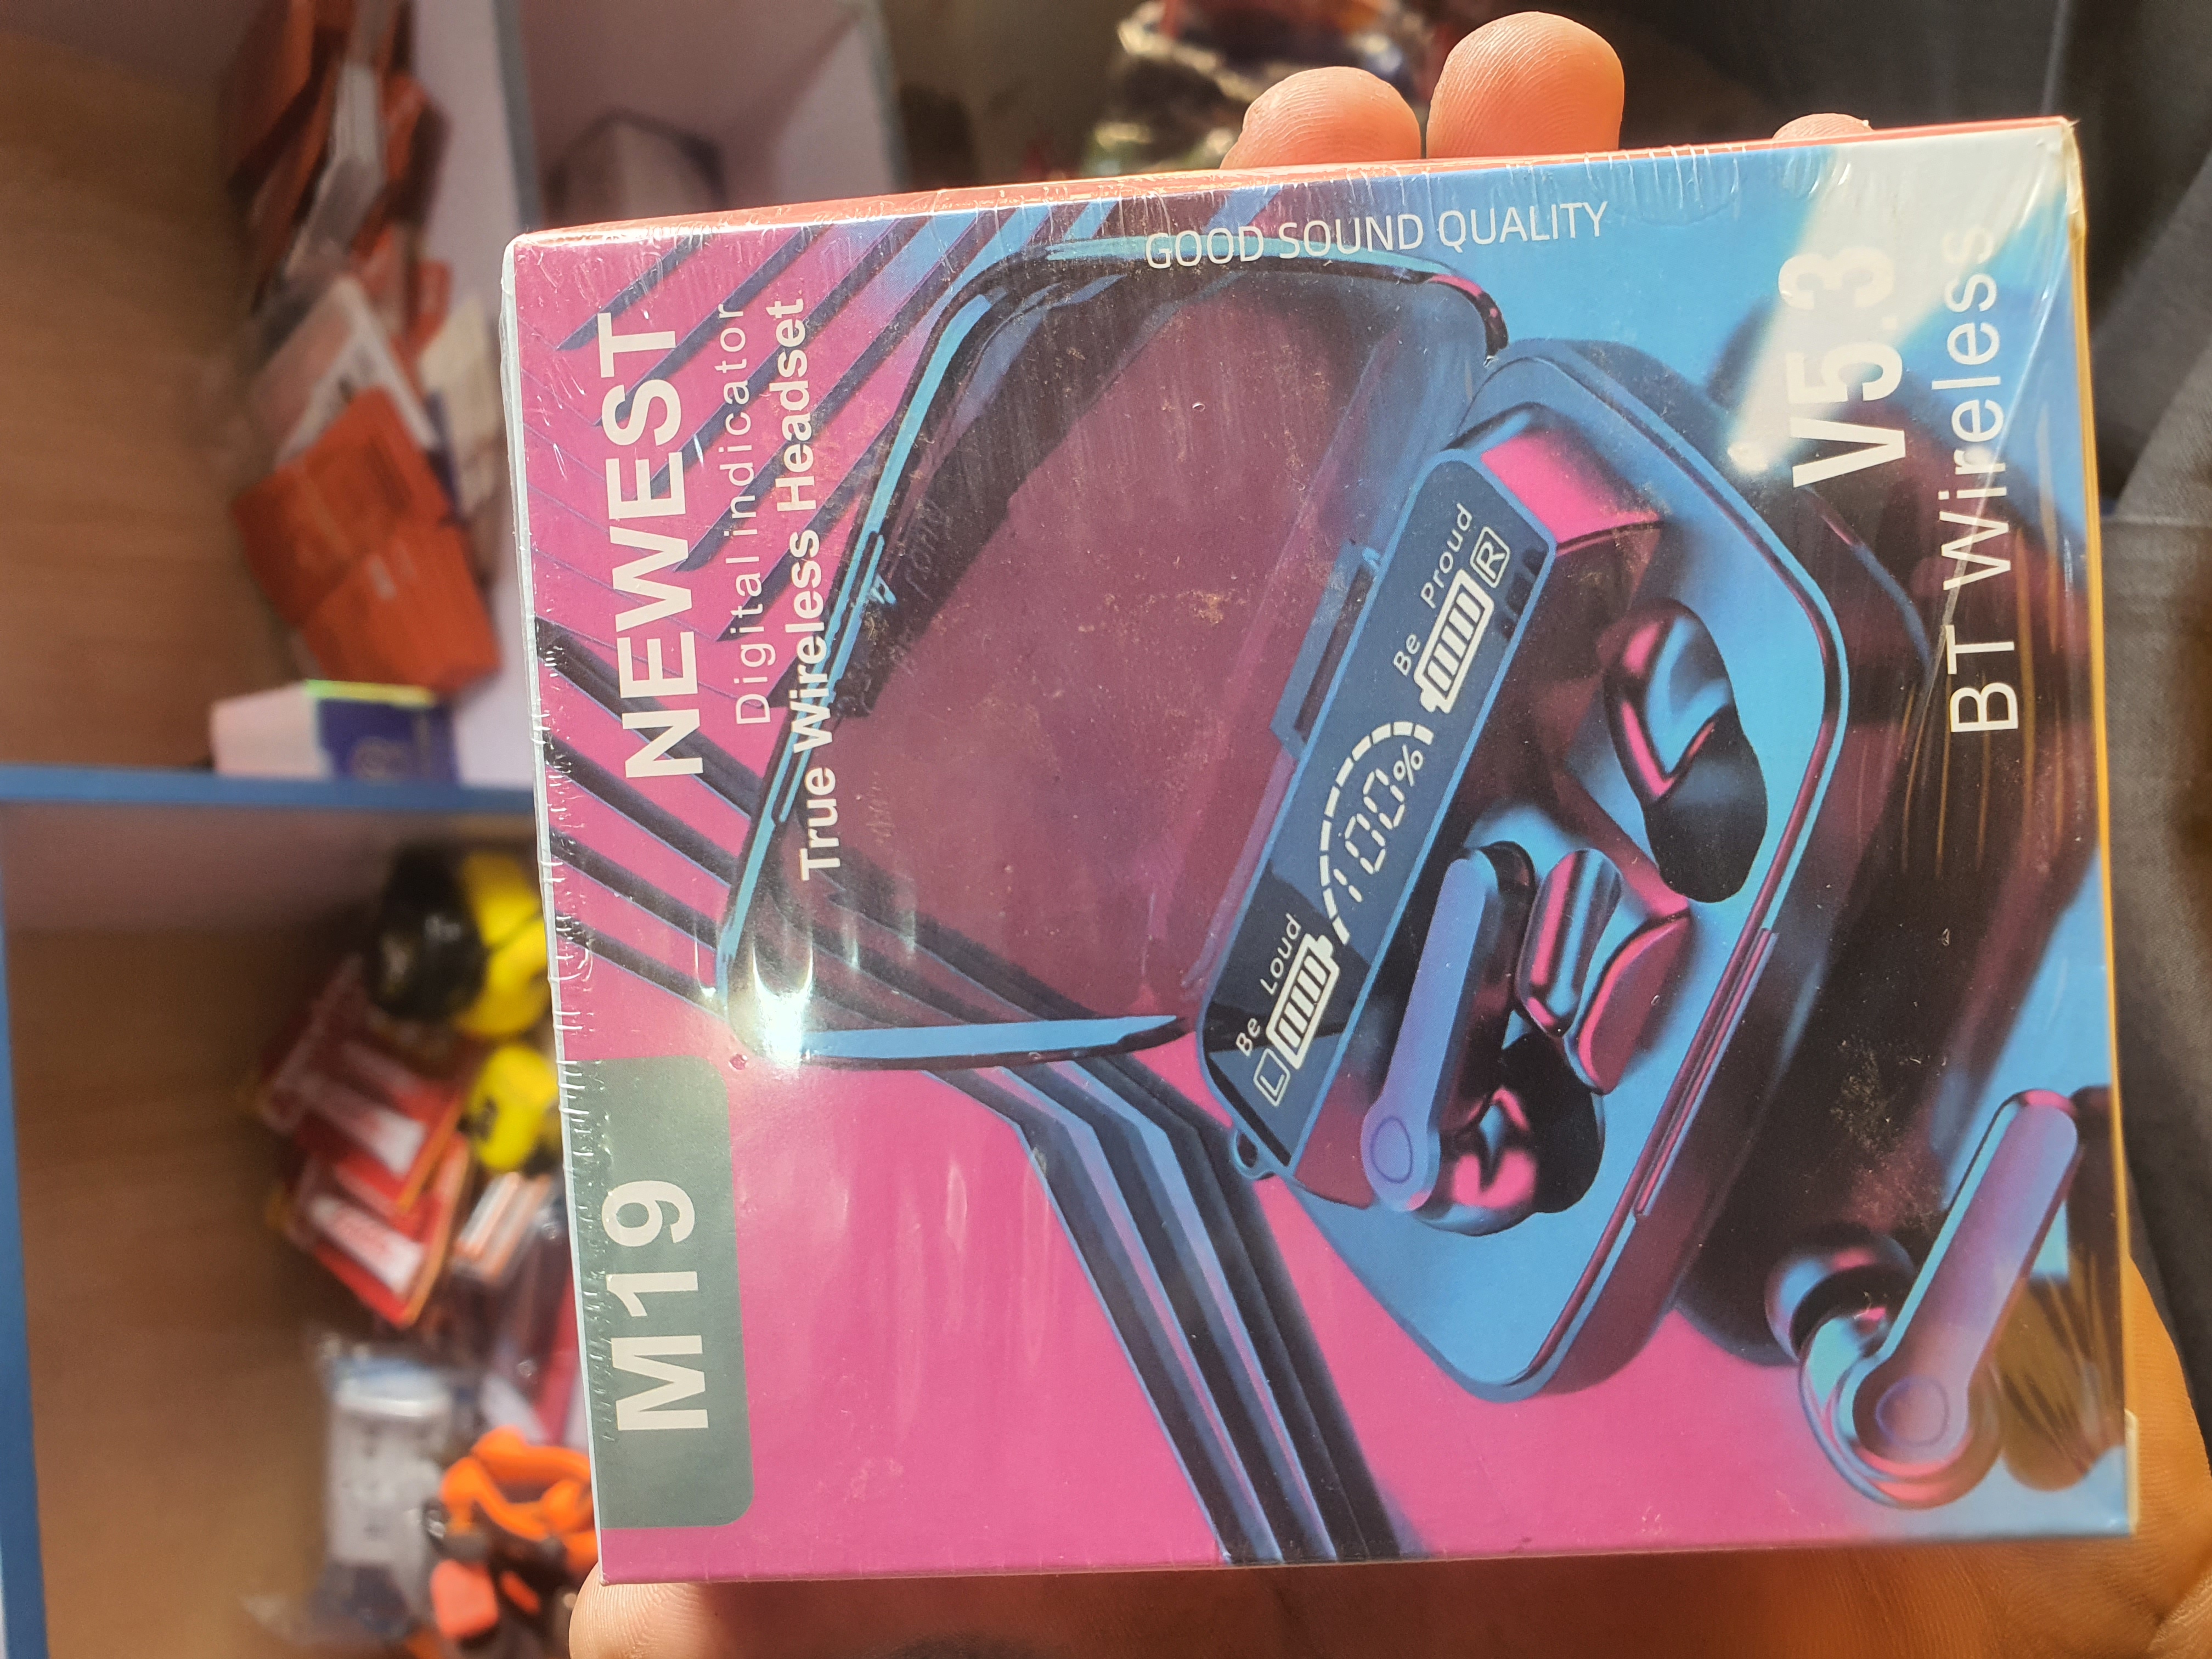 M19
NEWEST
Digital indicator
True Wireless Headset
GOOD SOUND QUALITY
Be Loud
Be Proud
L
100%
R
V5.3
BT Wireless